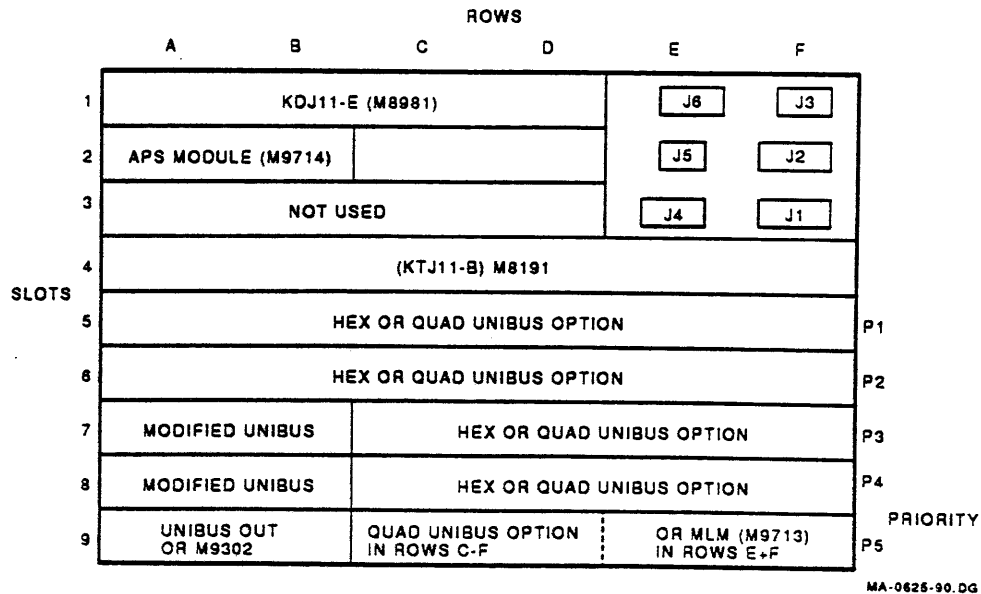 ROWS
A B C D E F
1 KDJ11-E (M8981) J6 J3
2 APS MODULE (M9714) J5 J2
3 NOT USED J4 J1
4 (KTJ11-B) M8191
SLOTS
5 HEX OR QUAD UNIBUS OPTION P1
6 HEX OR QUAD UNIBUS OPTION P2
7 MODIFIED UNIBUS HEX OR QUAD UNIBUS OPTION P3
8 MODIFIED UNIBUS HEX OR QUAD UNIBUS OPTION P4
PRIORITY
9 UNIBUS OUT QUAD UNIBUS OPTION OR MLM (M9713)
OR M9302 IN ROWS C-F IN ROWS E+F P5
MA-0625-90.DG